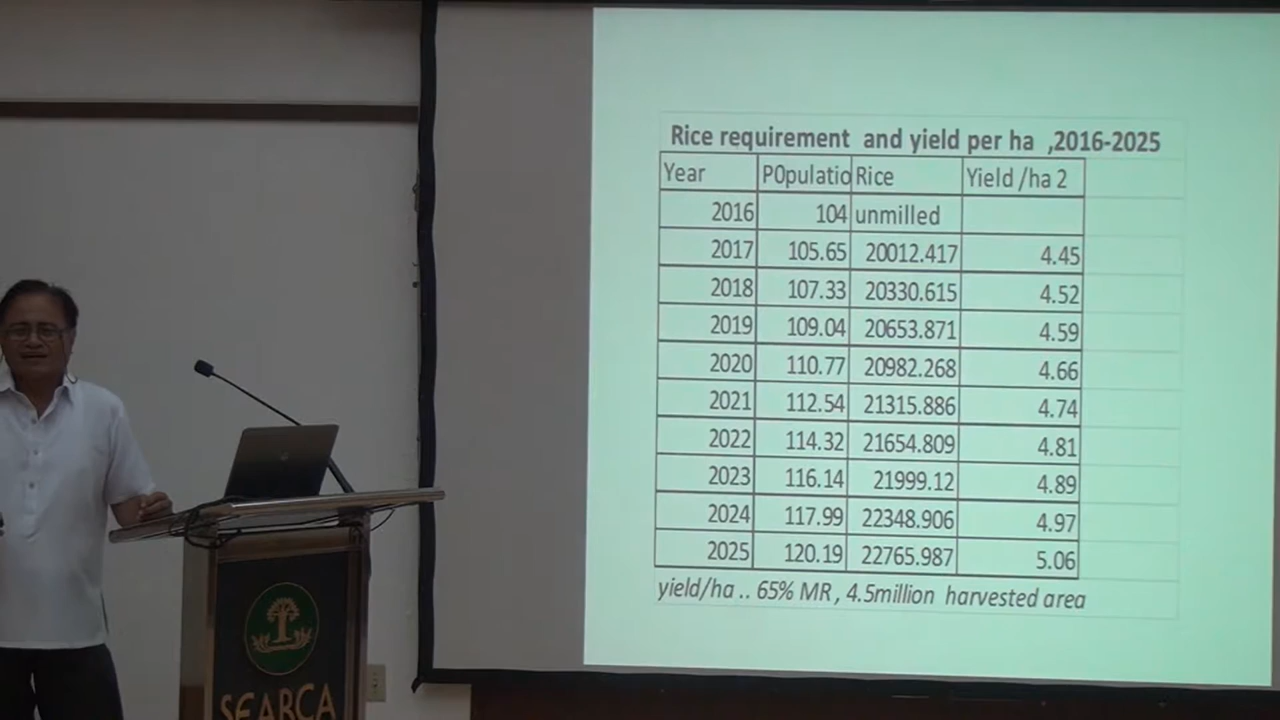 Rice requirement and yield per ha ,2016-2025
Year P0pulatio Rice Yield /ha 2
2016 104 unmilled
2017 105.65 20012.417 4.45
2018 107.33 20330.615 4.52
2019 109.04 20653.871 4.59
2020 110.77 20982.268 4.66
2021 112.54 21315.886 4.74
2022 114.32 21654.809 4.81
2023 116.14 21999.12 4.89
2024 117.99 22348.906 4.97
2025 120.19 22765.987 5.06
yield/ha .. 65% MR , 4.5million harvested area
SEARCA